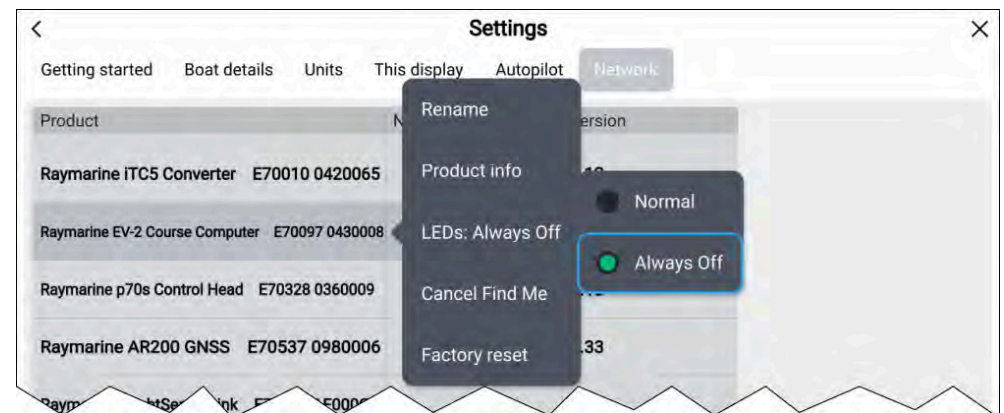 Settings
Getting started Boat details Units This display Autopilot Network
Product ersion
Rename
Raymarine iTC5 Converter E70010 0420065
Product info
Normal
Raymarine EV-2 Course Computer E70097 0430008
LEDs: Always Off
Always Off
Raymarine p70s Control Head E70328 0360009
Cancel Find Me
Raymarine AR200 GNSS E70537 0980006 .33
Factory reset